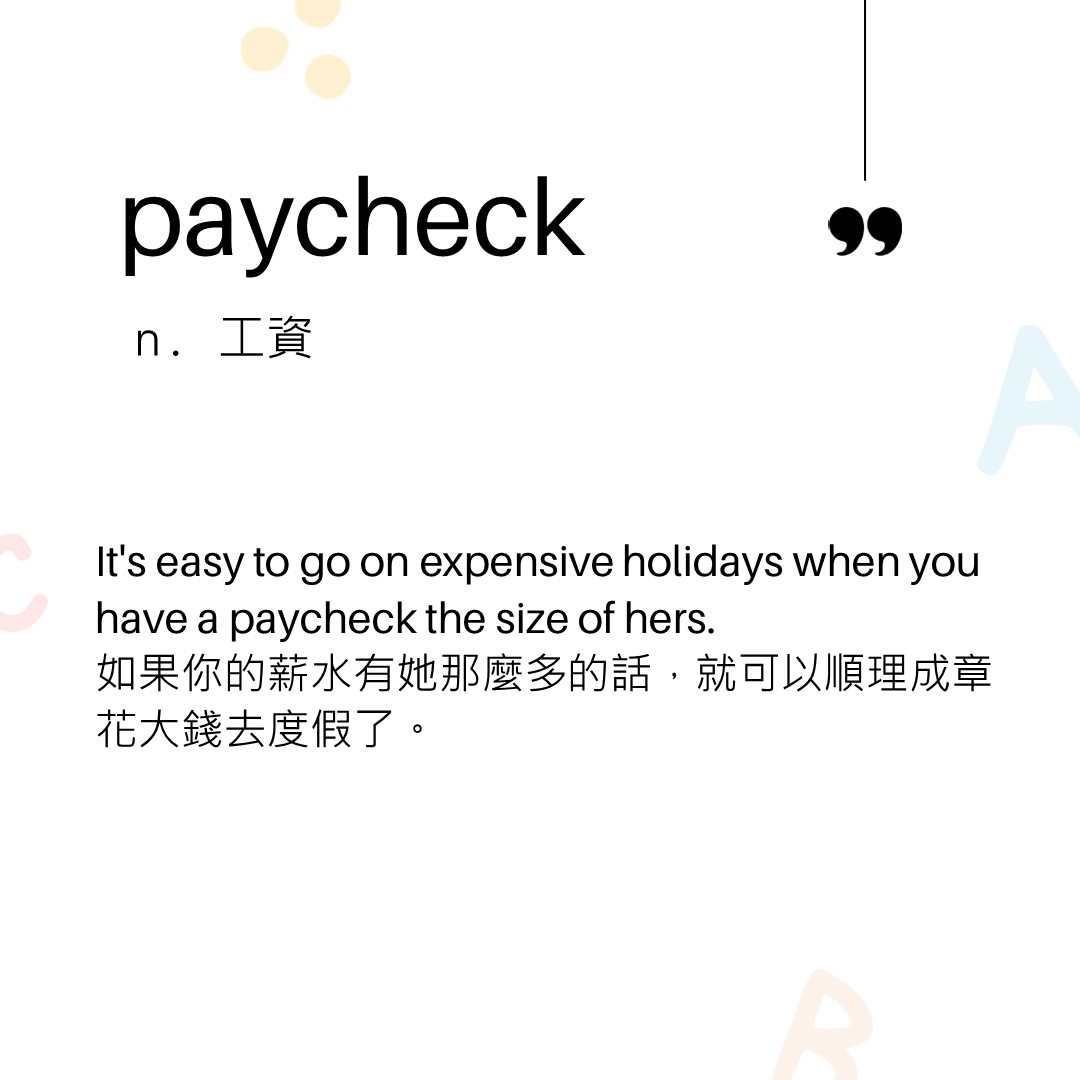 paycheck
”
n. 工資
A
C
It's easy to go on expensive holidays when you
have a paycheck the size of hers.
如果你的薪水有她那麼多的話，就可以順理成章
花大錢去度假了。
B